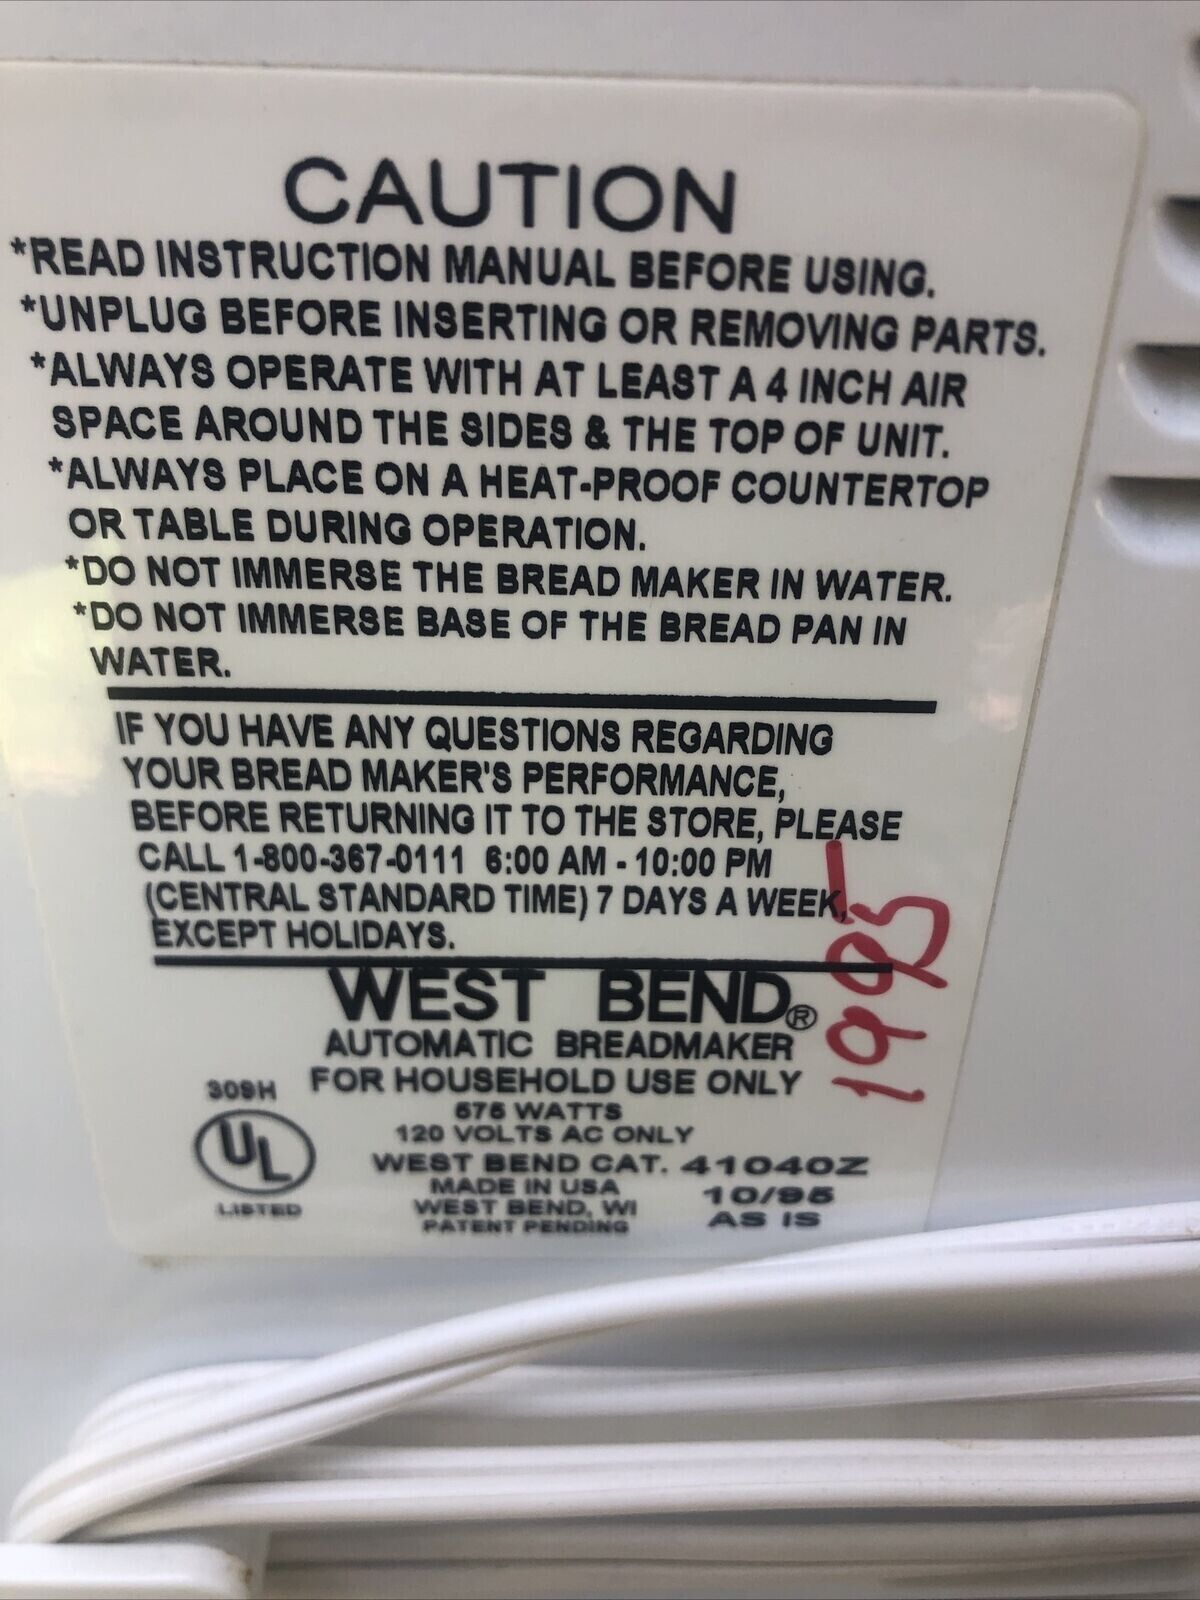 CAUTION
*READ INSTRUCTION MANUAL BEFORE USING.
*UNPLUG BEFORE INSERTING OR REMOVING PARTS.
*ALWAYS OPERATE WITH AT LEAST A 4 INCH AIR
SPACE AROUND THE SIDES & THE TOP OF UNIT.
*ALWAYS PLACE ON A HEAT-PROOF COUNTERTOP
OR TABLE DURING OPERATION.
*DO NOT IMMERSE THE BREAD MAKER IN WATER.
*DO NOT IMMERSE BASE OF THE BREAD PAN IN
WATER.
IF YOU HAVE ANY QUESTIONS REGARDING
YOUR BREAD MAKER'S PERFORMANCE,
BEFORE RETURNING IT TO THE STORE, PLEASE
CALL 1-800-367-0111 6:00 AM - 10:00 PM
(CENTRAL STANDARD TIME) 7 DAYS A WEEK,
EXCEPT HOLIDAYS.
WEST BEND®
AUTOMATIC BREADMAKER
FOR HOUSEHOLD USE ONLY
309H
575 WATTS
120 VOLTS AC ONLY
UL
LISTED
WEST BEND CAT. 41040Z
MADE IN USA 10/95
WEST BEND, WI AS IS
PATENT PENDING
1995